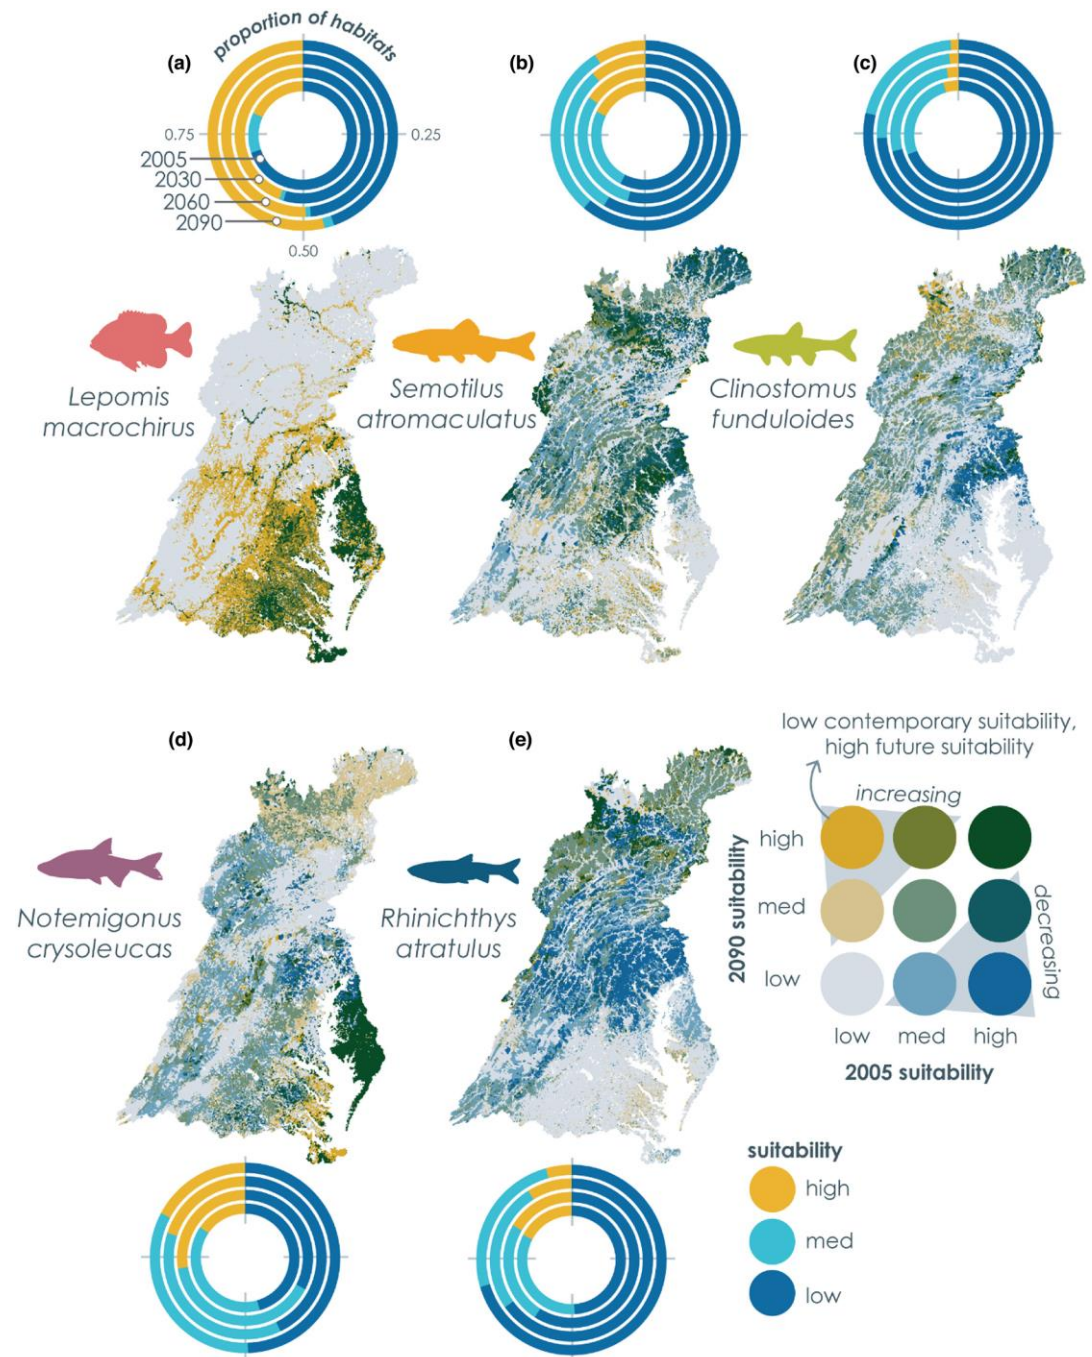 proportion of habitats
(a)
(b)
(c)
0.75
0.25
2005
2030
2060
2090
0.50
Lepomis
macrochirus
Semotilus
atromaculatus
Clinostomus
funduloides
(d)
(e)
Notemigonus
crysoleucas
Rhinichthys
atratulus
low contemporary suitability,
high future suitability
increasing
decreasing
2090 suitability
high
med
low
low med high
2005 suitability
suitability
high
med
low